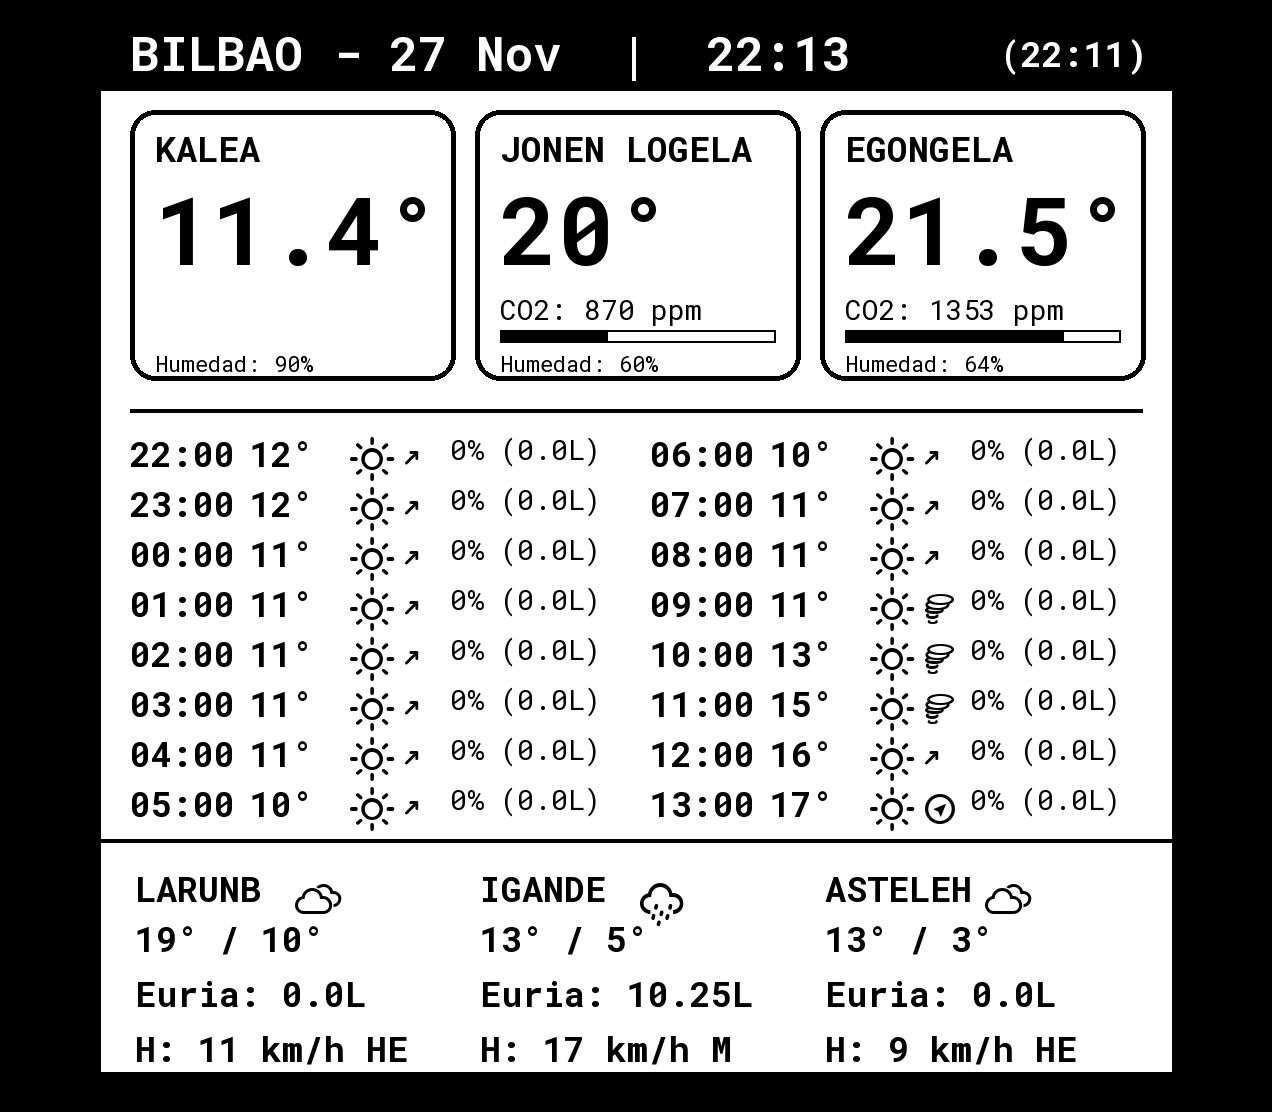 BILBAO - 27 Nov | 22:13 (22:11)
KALEA
11.4°
Humedad: 90%
JONEN LOGELA
20°
CO2: 870 ppm
Humedad: 60%
EGONGELA
21.5°
CO2: 1353 ppm
Humedad: 64%
22:00 12° 0% (0.0L)
23:00 12° 0% (0.0L)
00:00 11° 0% (0.0L)
01:00 11° 0% (0.0L)
02:00 11° 0% (0.0L)
03:00 11° 0% (0.0L)
04:00 11° 0% (0.0L)
05:00 10° 0% (0.0L)
06:00 10° 0% (0.0L)
07:00 11° 0% (0.0L)
08:00 11° 0% (0.0L)
09:00 11° 0% (0.0L)
10:00 13° 0% (0.0L)
11:00 15° 0% (0.0L)
12:00 16° 0% (0.0L)
13:00 17° 0% (0.0L)
LARUNB
19° / 10°
Euria: 0.0L
H: 11 km/h HE
IGANDE
13° / 5°
Euria: 10.25L
H: 17 km/h M
ASTELEH
13° / 3°
Euria: 0.0L
H: 9 km/h HE